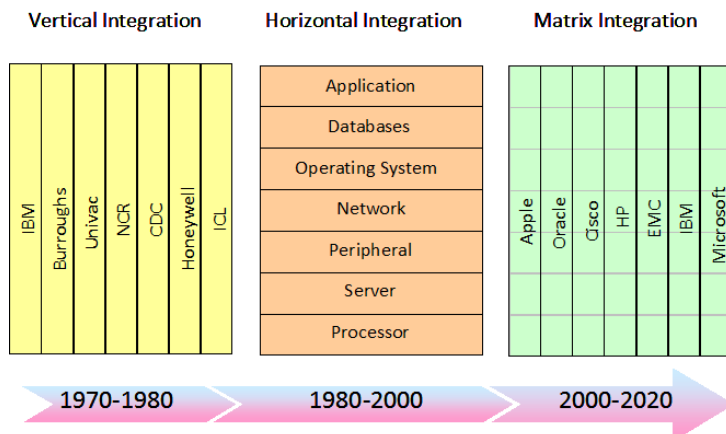 Vertical Integration
Horizontal Integration
Matrix Integration
IBM
Burroughs
Univac
NCR
CDC
Honeywell
ICL
Application
Databases
Operating System
Network
Peripheral
Server
Processor
Apple
Oracle
Cisco
HP
EMC
IBM
Microsoft
1970-1980
1980-2000
2000-2020